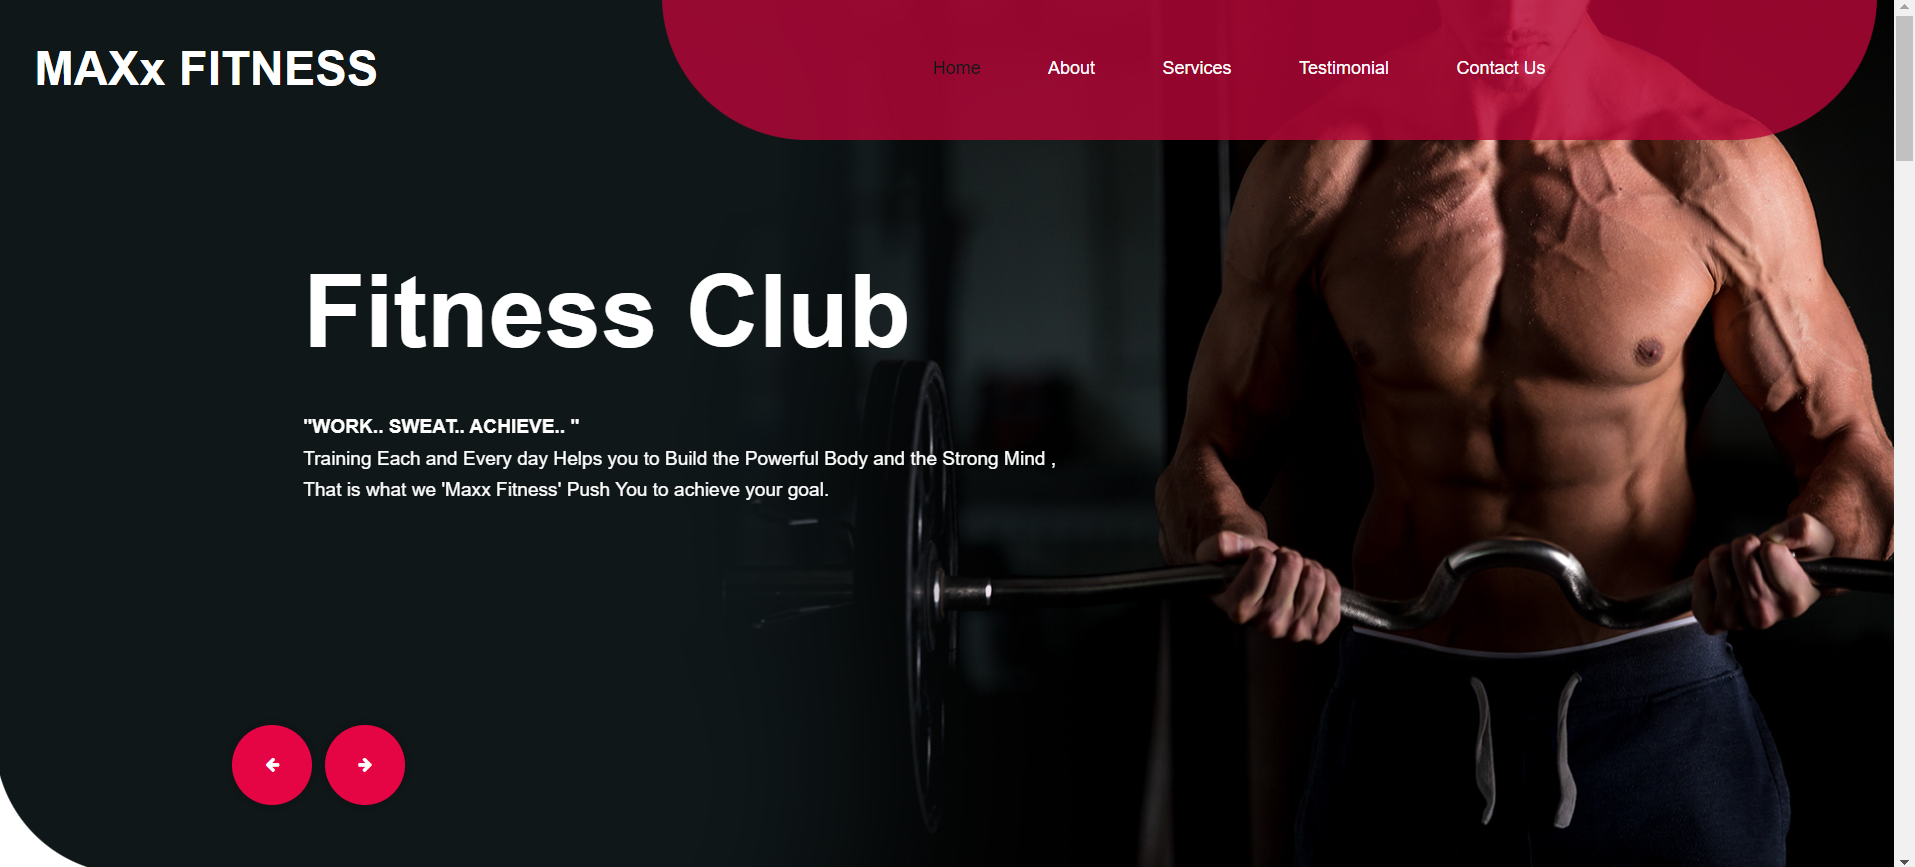 MAXx FITNESS
Home About Services Testimonial Contact Us
Fitness Club
"WORK.. SWEAT.. ACHIEVE.. "
Training Each and Every day Helps you to Build the Powerful Body and the Strong Mind ,
That is what we 'Maxx Fitness' Push You to achieve your goal.